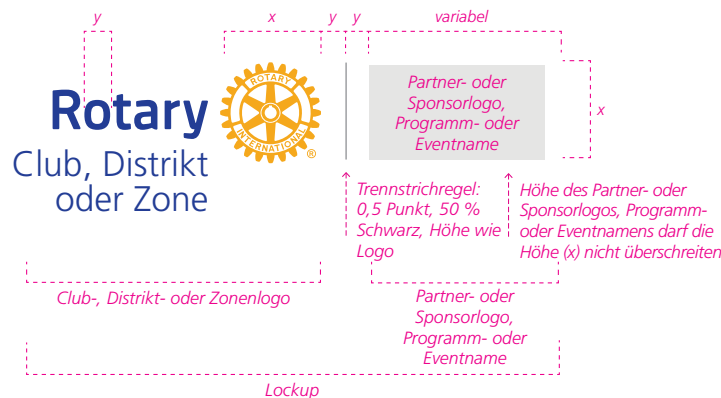 y
x
y
y
variabel
ROTARY
INTERNATIONAL
®
Rotary
Club, Distrikt
oder Zone
Partner- oder
Sponsorlogo,
Programm- oder
Eventname
x
Trennstrichregel:
0,5 Punkt, 50 %
Schwarz, Höhe wie
Logo
Höhe des Partner- oder
Sponsorlogos, Programm-
oder Eventnamens darf die
Höhe (x) nicht überschreiten
Club-, Distrikt- oder Zonenlogo
Partner- oder
Sponsorlogo,
Programm- oder
Eventname
Lockup